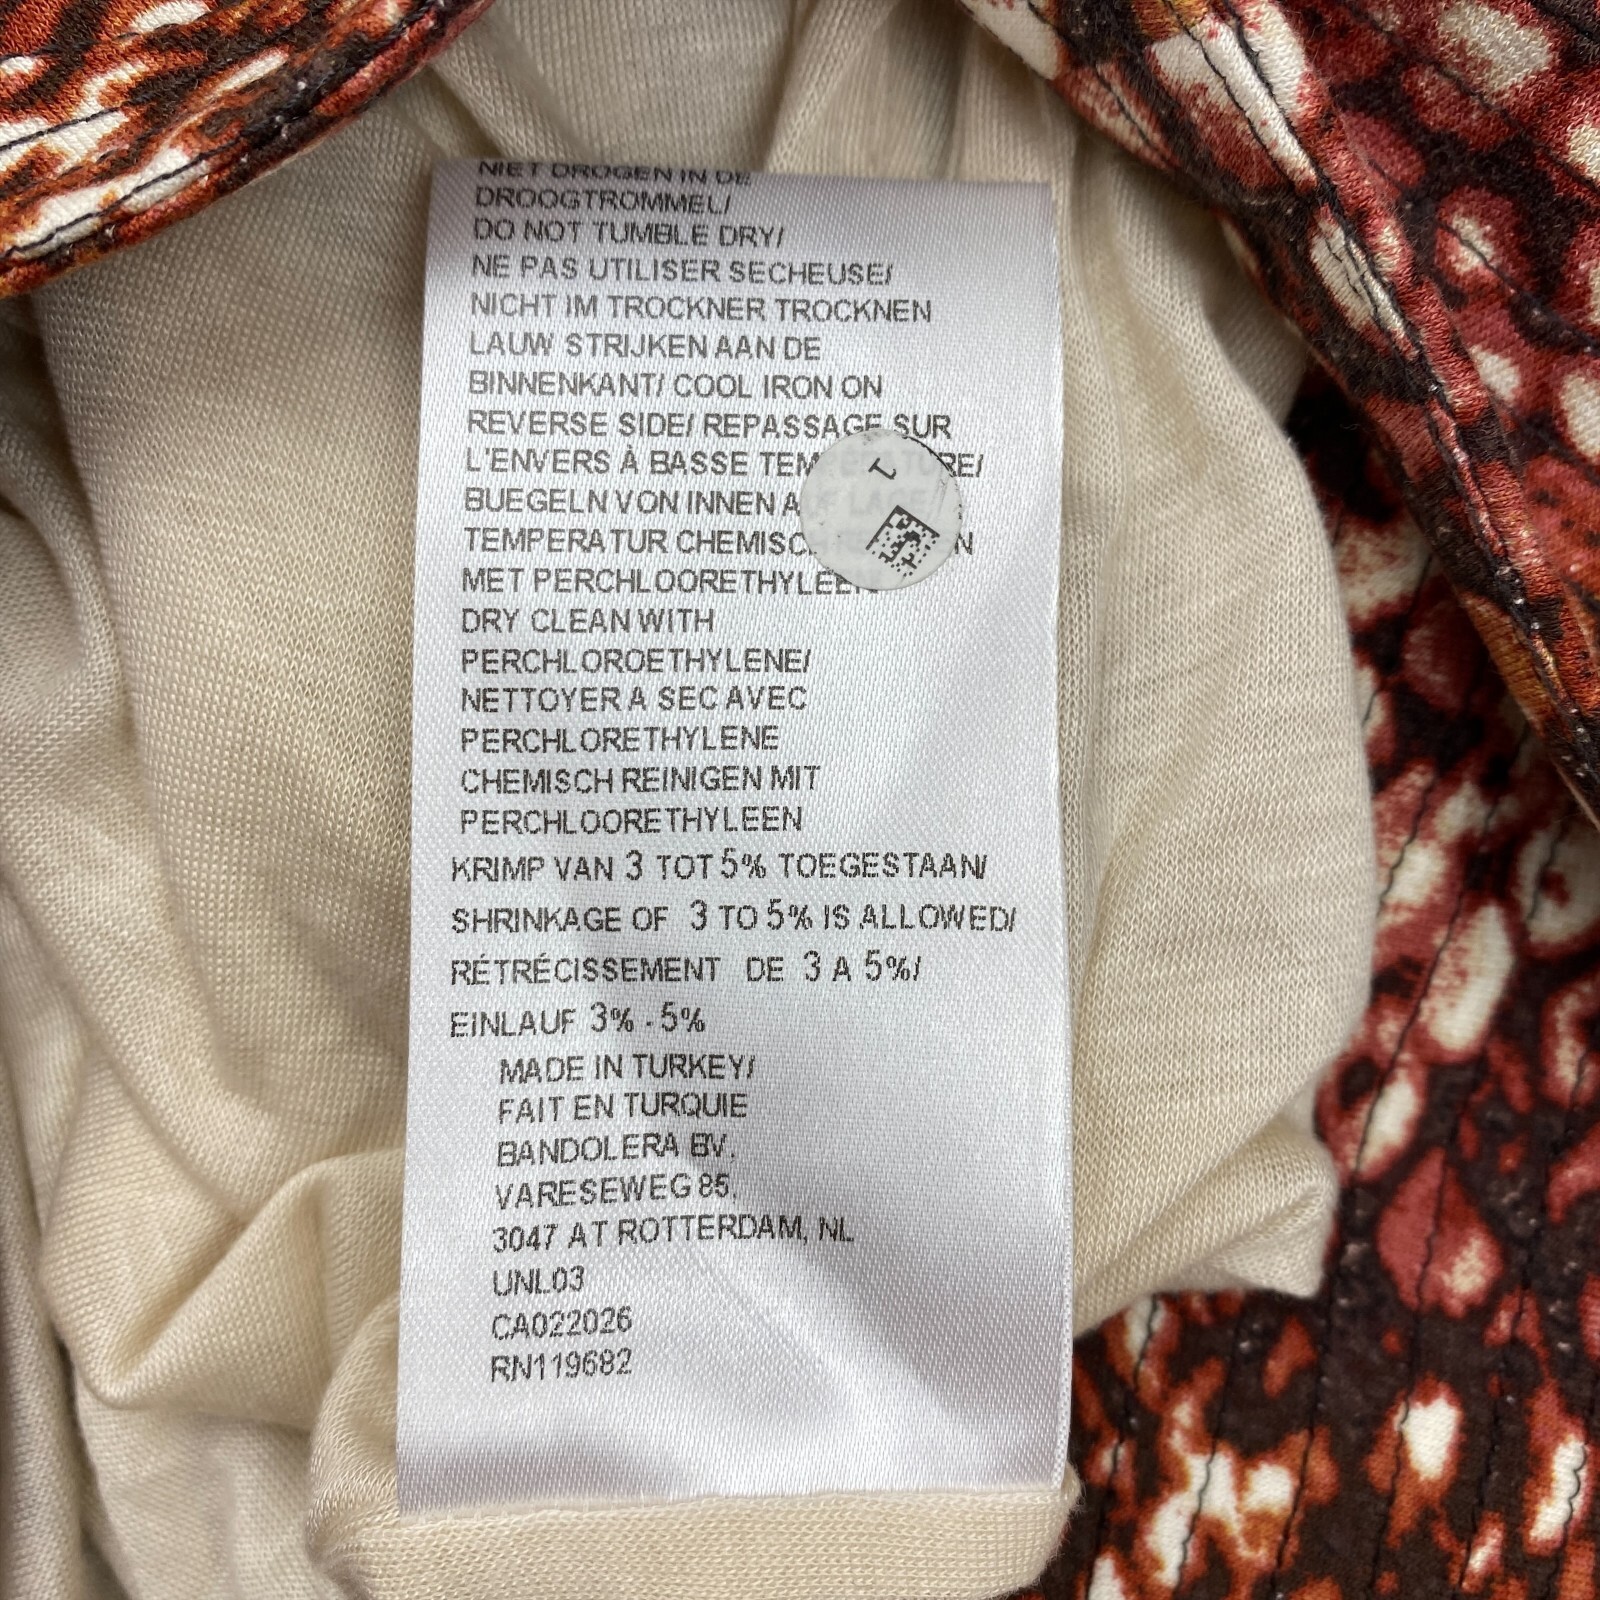 NIET DROGEN IN DE
DROOGTROMMEL/
DO NOT TUMBLE DRY/
NE PAS UTILISER SECHEUSE/
NICHT IM TROCKNER TROCKNEN
LAUW STRIJKEN AAN DE
BINNENKANT/ COOL IRON ON
REVERSE SIDE/ REPASSAGE SUR
L'ENVERS À BASSE TEMPERATURE/
BUEGELN VON INNEN AUF LAGE/
TEMPERATUR CHEMISCH
MET PERCHLOORETHYLEEN
DRY CLEAN WITH
PERCHLOROETHYLENE/
NETTOYER A SEC AVEC
PERCHLORETHYLENE
CHEMISCH REINIGEN MIT
PERCHLOORETHYLEEN
KRIMP VAN 3 TOT 5% TOEGESTAAN/
SHRINKAGE OF 3 TO 5% IS ALLOWED/
RÉTRÉCISSEMENT DE 3 A 5%/
EINLAUF 3% - 5%
MADE IN TURKEY/
FAIT EN TURQUIE
BANDOLERA BV.
VARESEWEG 85,
3047 AT ROTTERDAM, NL
UNL03
CA022026
RN119682